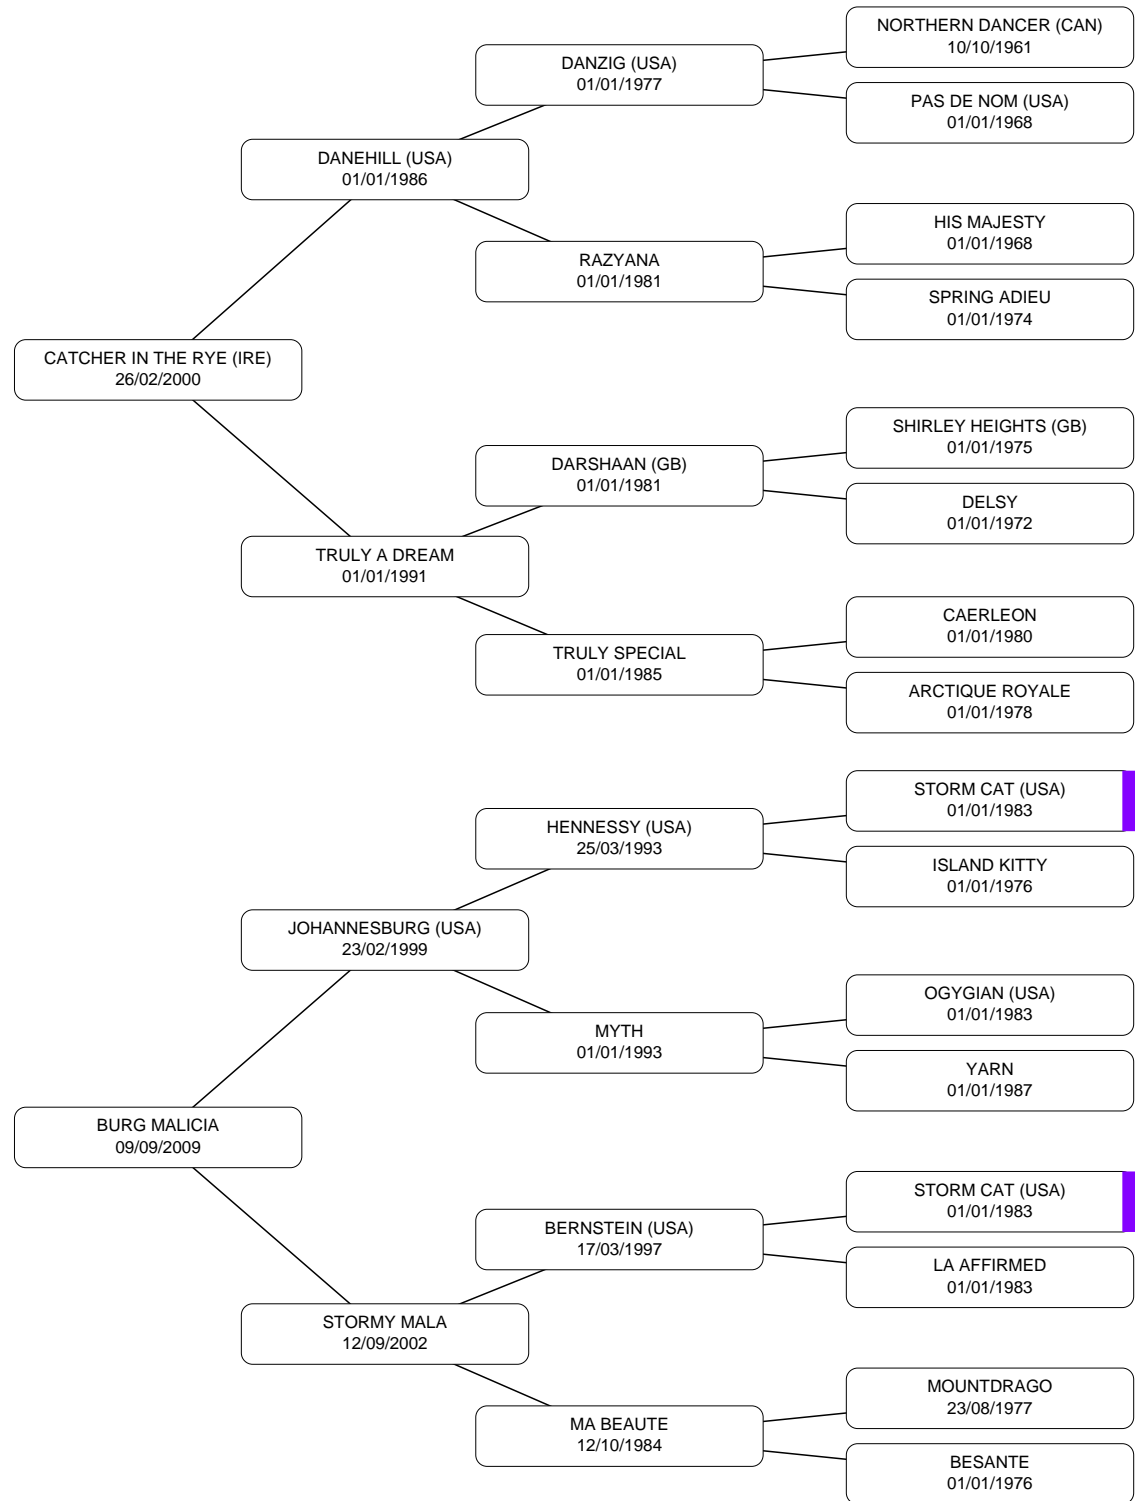 NORTHERN DANCER (CAN)
10/10/1961
DANZIG (USA)
01/01/1977
PAS DE NOM (USA)
01/01/1968
DANEHILL (USA)
01/01/1986
HIS MAJESTY
01/01/1968
RAZYANA
01/01/1981
SPRING ADIEU
01/01/1974
CATCHER IN THE RYE (IRE)
26/02/2000
SHIRLEY HEIGHTS (GB)
01/01/1975
DARSHAAN (GB)
01/01/1981
DELSY
01/01/1972
TRULY A DREAM
01/01/1991
CAERLEON
01/01/1980
TRULY SPECIAL
01/01/1985
ARCTIQUE ROYALE
01/01/1978
STORM CAT (USA)
01/01/1983
HENNESSY (USA)
25/03/1993
ISLAND KITTY
01/01/1976
JOHANNESBURG (USA)
23/02/1999
OGYGIAN (USA)
01/01/1983
MYTH
01/01/1993
YARN
01/01/1987
BURG MALICIA
09/09/2009
STORM CAT (USA)
01/01/1983
BERNSTEIN (USA)
17/03/1997
LA AFFIRMED
01/01/1983
STORMY MALA
12/09/2002
MOUNTDRAGO
23/08/1977
MA BEAUTE
12/10/1984
BESANTE
01/01/1976